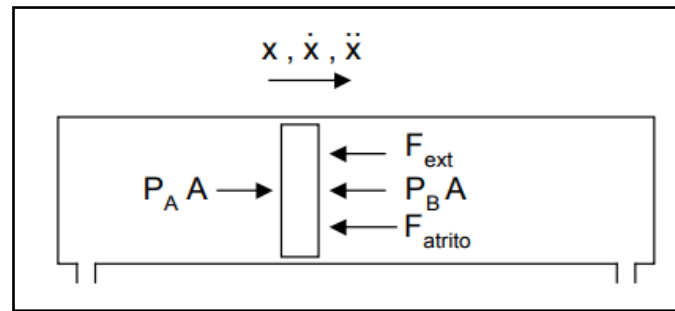 x , ẋ , ẍ
F_ext
P_A A
P_B A
F_atrito